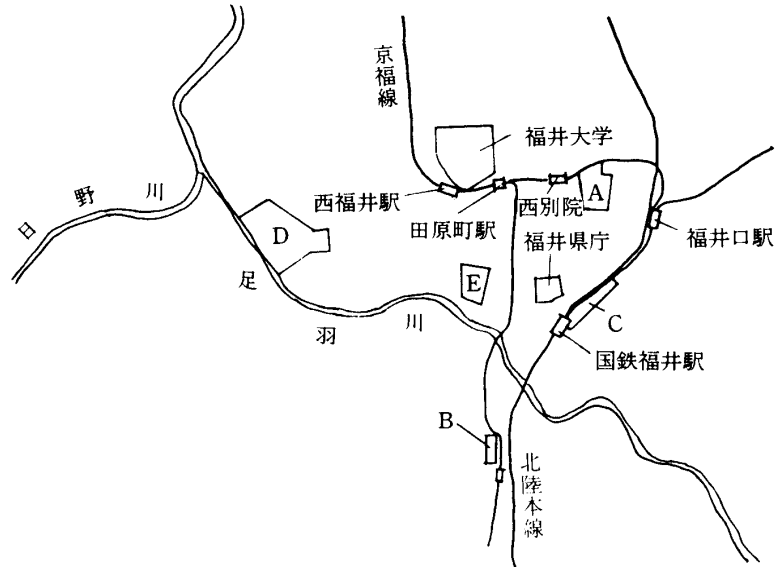 京福線
福井大学
西福井駅
田原町駅
西別院
A
福井口駅
福井県庁
日野川
D
足羽川
E
C
国鉄福井駅
B
北陸本線